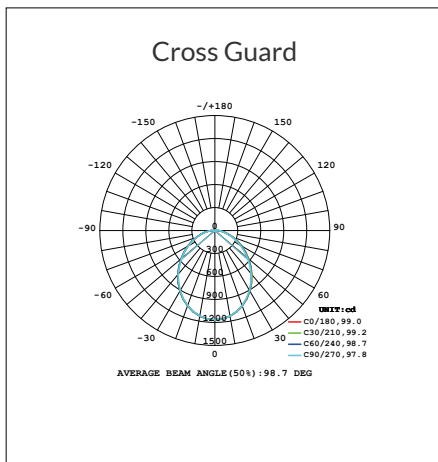 Cross Guard
-/+180
-150 150
-120 120
-90 90
-60 60
-30 30
0
0
300
600
900
1200
1500
UNIT:cd
C0/180,99.0
C30/210,99.2
C60/240,98.7
C90/270,97.8
AVERAGE BEAM ANGLE(50%):98.7 DEG